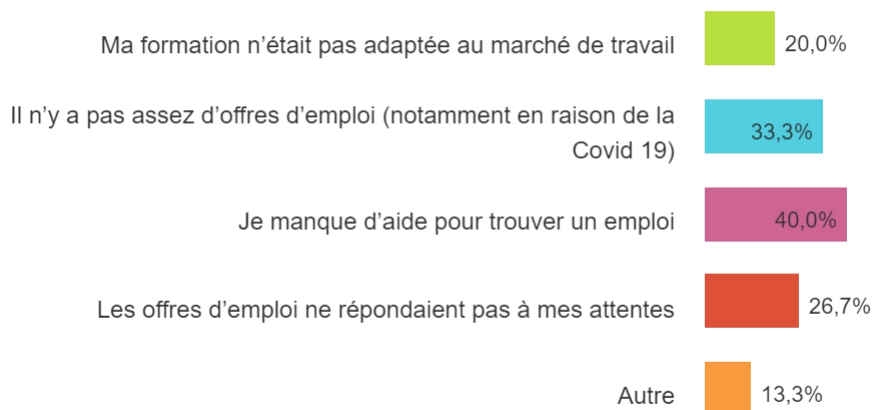 Ma formation n’était pas adaptée au marché de travail
20,0%
Il n’y a pas assez d’offres d’emploi (notamment en raison de la
Covid 19)
33,3%
Je manque d’aide pour trouver un emploi
40,0%
Les offres d’emploi ne répondaient pas à mes attentes
26,7%
Autre
13,3%